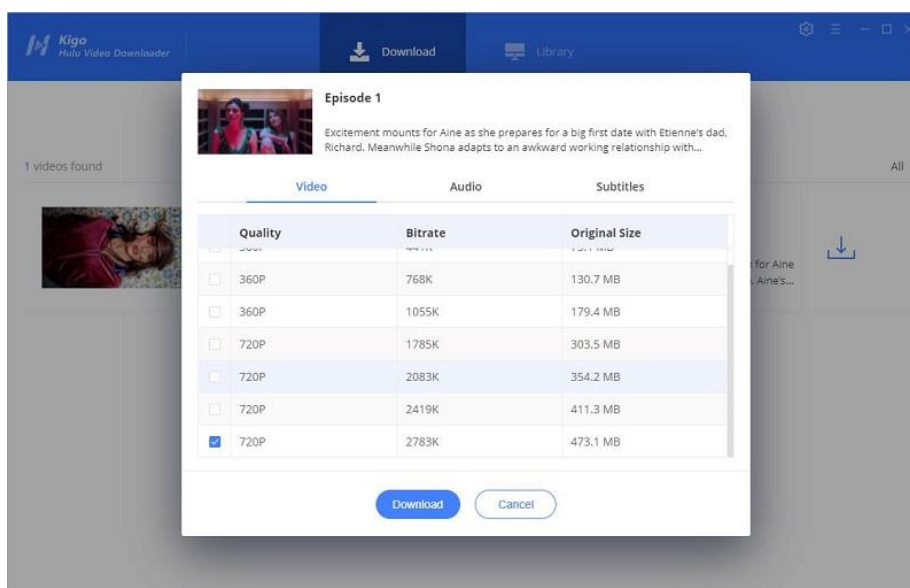 Kigo
Hulu Video Downloader
Download
Library
1 videos found
All
Episode 1
Excitement mounts for Aine as she prepares for a big first date with Etienne's dad,
Richard. Meanwhile Shona adapts to an awkward working relationship with...
Video Audio Subtitles
Quality Bitrate Original Size
360P 768K 130.7 MB
360P 1055K 179.4 MB
720P 1785K 303.5 MB
720P 2083K 354.2 MB
720P 2419K 411.3 MB
720P 2783K 473.1 MB
for Aine
Aine's...
Download Cancel